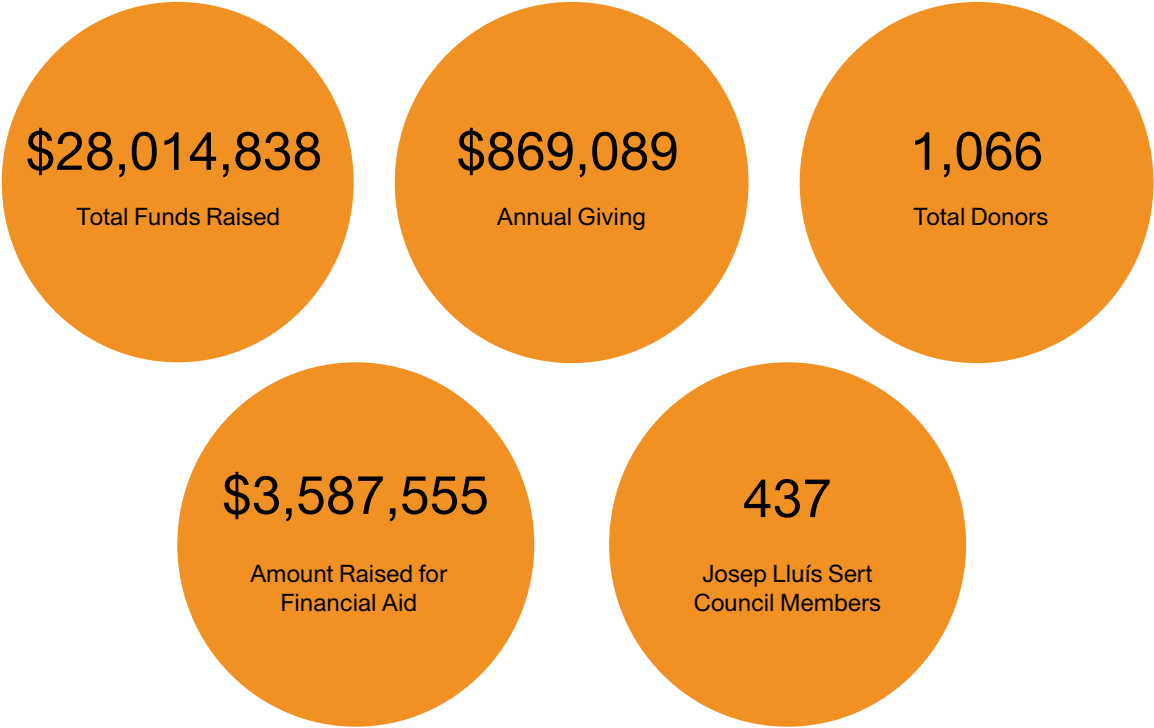 $28,014,838
Total Funds Raised
$869,089
Annual Giving
1,066
Total Donors
$3,587,555
Amount Raised for
Financial Aid
437
Josep Lluís Sert
Council Members